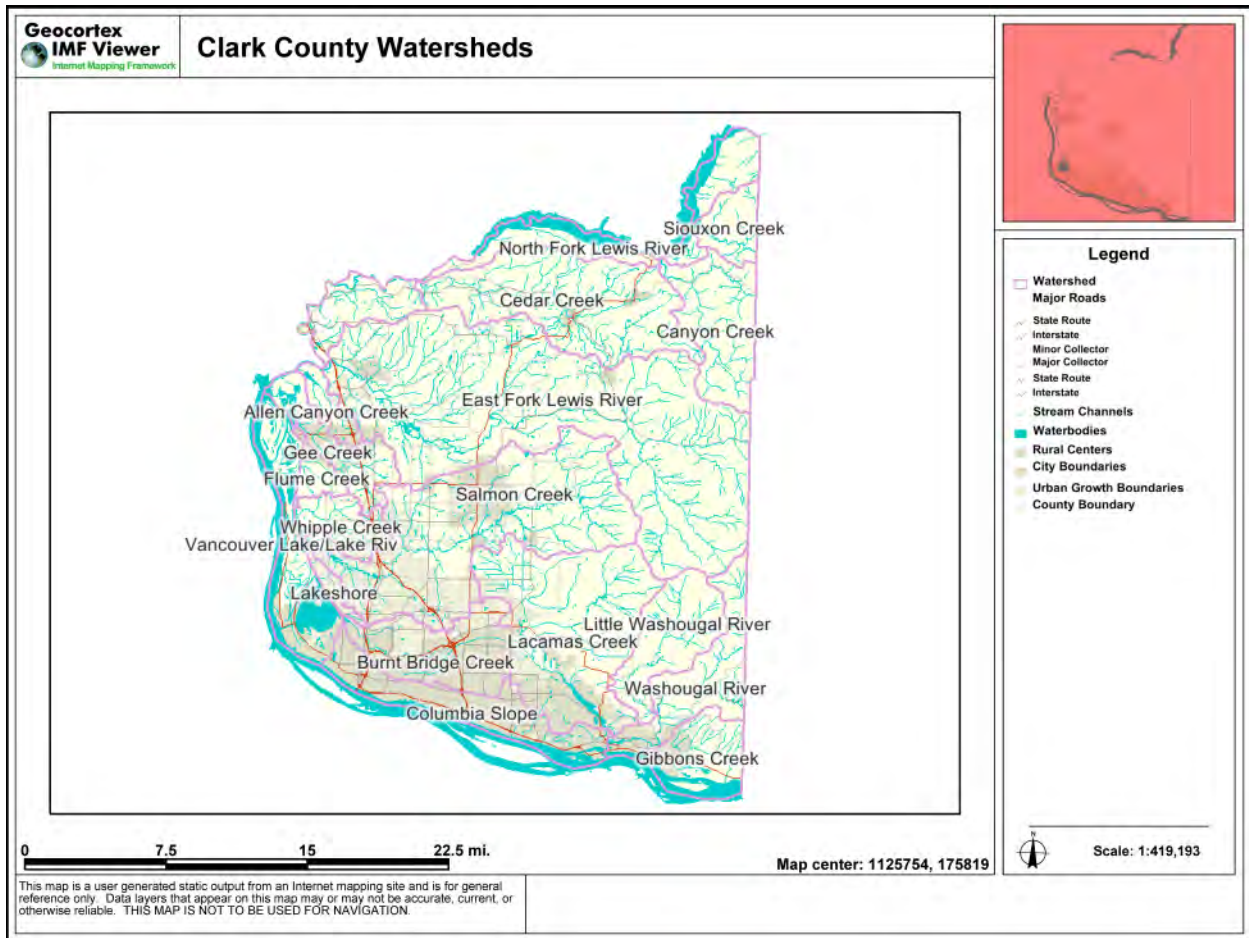 Geocortex
IMF Viewer
Internet Mapping Framework
Clark County Watersheds
Siouxon Creek
North Fork Lewis River
Cedar Creek
Canyon Creek
East Fork Lewis River
Allen Canyon Creek
Gee Creek
Flume Creek
Salmon Creek
Whipple Creek
Vancouver Lake/Lake Riv
Lakeshore
Little Washougal River
Lacamas Creek
Burnt Bridge Creek
Washougal River
Columbia Slope
Gibbons Creek
Legend
Watershed
Major Roads
State Route
Interstate
Minor Collector
Major Collector
State Route
Interstate
Stream Channels
Waterbodies
Rural Centers
City Boundaries
Urban Growth Boundaries
County Boundary
N
Scale: 1:419,193
0 7.5 15 22.5 mi.
Map center: 1125754, 175819
This map is a user generated static output from an Internet mapping site and is for general
reference only. Data layers that appear on this map may or may not be accurate, current, or
otherwise reliable. THIS MAP IS NOT TO BE USED FOR NAVIGATION.